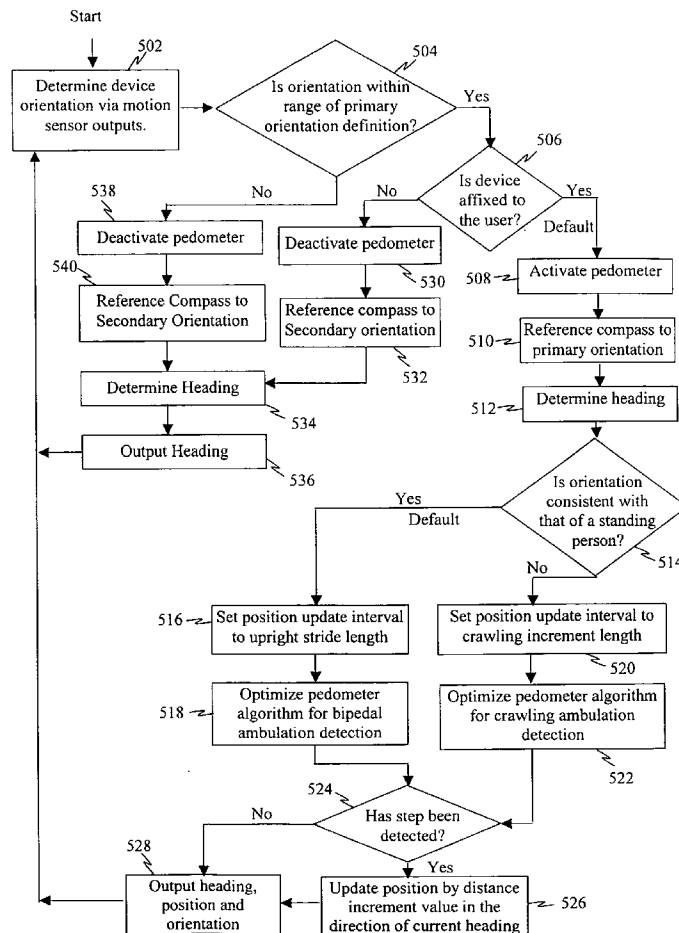 Start
502
Determine device
orientation via motion
sensor outputs.
504
Is orientation within
range of primary
orientation definition?
Yes
506
Is device
affixed to
the user?
No
No
Yes
Default
538
Deactivate pedometer
Deactivate pedometer
530
508
Activate pedometer
540
Reference Compass to
Secondary Orientation
Reference compass to
Secondary orientation
532
510
Reference compass to
primary orientation
Determine Heading
534
512
Determine heading
Output Heading
536
Is orientation
consistent with
that of a standing
person?
514
Yes
Default
No
516
Set position update interval
to upright stride length
Set position update interval to
crawling increment length
520
518
Optimize pedometer
algorithm for bipedal
ambulation detection
Optimize pedometer algorithm
for crawling ambulation
detection
522
524
Has step been
detected?
No
Yes
528
Output heading,
position and
orientation
Update position by distance
increment value in the
direction of current heading
526